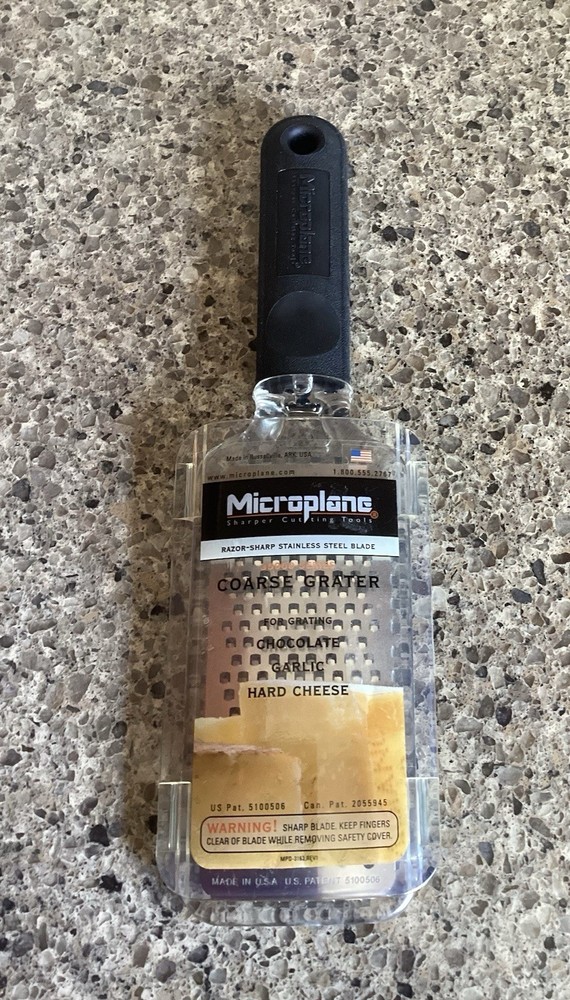 Microplane
Made in Russellville, ARK, USA
www.microplane.com 1.800.555.2767
Microplane®
Sharper Cutting Tools
RAZOR-SHARP STAINLESS STEEL BLADE
COARSE GRATER
FOR GRATING
CHOCOLATE
GARLIC
HARD CHEESE
US Pat. 5100506 Can. Pat. 2055945
WARNING! SHARP BLADE. KEEP FINGERS
CLEAR OF BLADE WHILE REMOVING SAFETY COVER.
MADE IN U.S.A U.S. PATENT 5100506